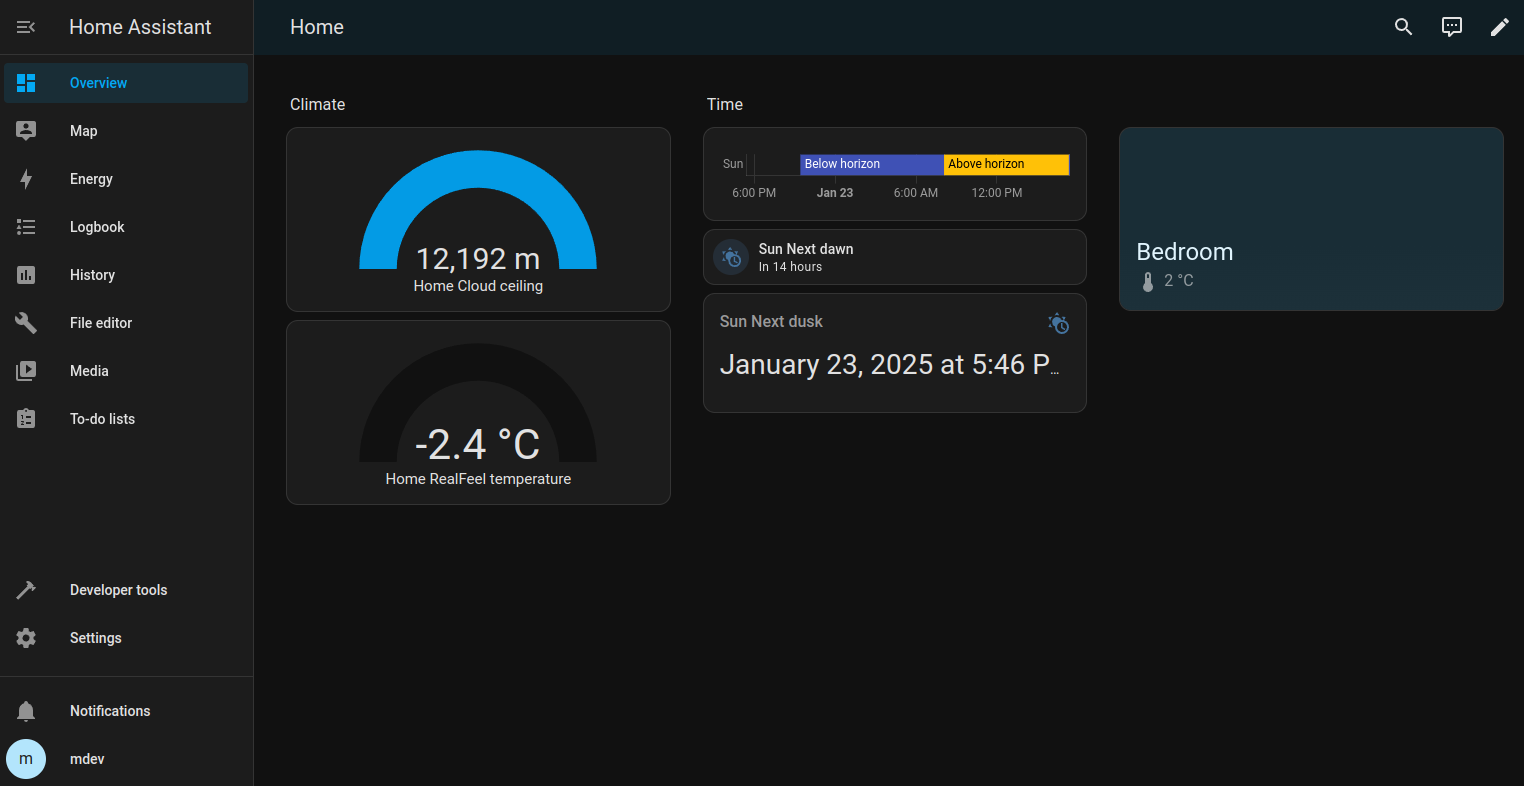 Home Assistant
Overview
Map
Energy
Logbook
History
File editor
Media
To-do lists
Developer tools
Settings
Notifications
m
mdev
Home
Climate
12,192 m
Home Cloud ceiling
-2.4 °C
Home RealFeel temperature
Time
Sun
Below horizon
Above horizon
6:00 PM
Jan 23
6:00 AM
12:00 PM
Sun Next dawn
In 14 hours
Sun Next dusk
January 23, 2025 at 5:46 P...
Bedroom
2 °C